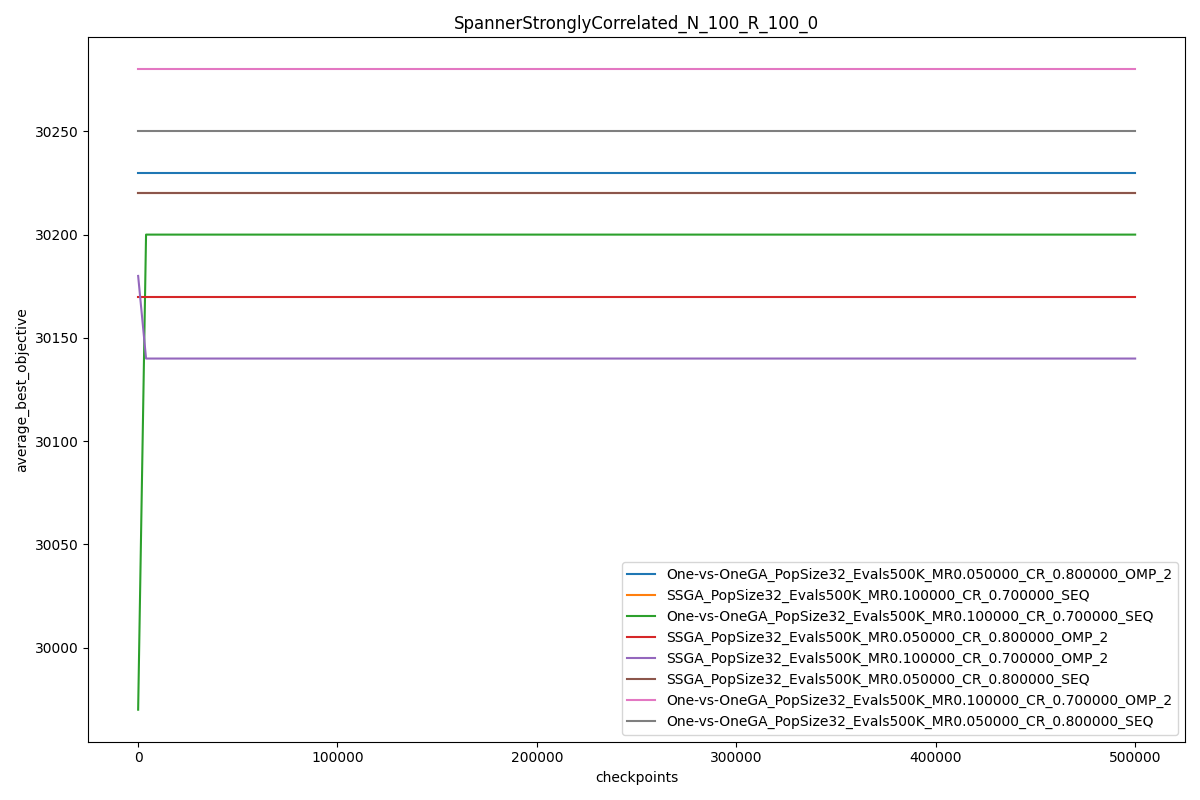 SpannerStronglyCorrelated_N_100_R_100_0
average_best_objective
30250
30200
30150
30100
30050
30000
One-vs-OneGA_PopSize32_Evals500K_MR0.050000_CR_0.800000_OMP_2
SSGA_PopSize32_Evals500K_MR0.100000_CR_0.700000_SEQ
One-vs-OneGA_PopSize32_Evals500K_MR0.100000_CR_0.700000_SEQ
SSGA_PopSize32_Evals500K_MR0.050000_CR_0.800000_OMP_2
SSGA_PopSize32_Evals500K_MR0.100000_CR_0.700000_OMP_2
SSGA_PopSize32_Evals500K_MR0.050000_CR_0.800000_SEQ
One-vs-OneGA_PopSize32_Evals500K_MR0.100000_CR_0.700000_OMP_2
One-vs-OneGA_PopSize32_Evals500K_MR0.050000_CR_0.800000_SEQ
0 100000 200000 300000 400000 500000
checkpoints